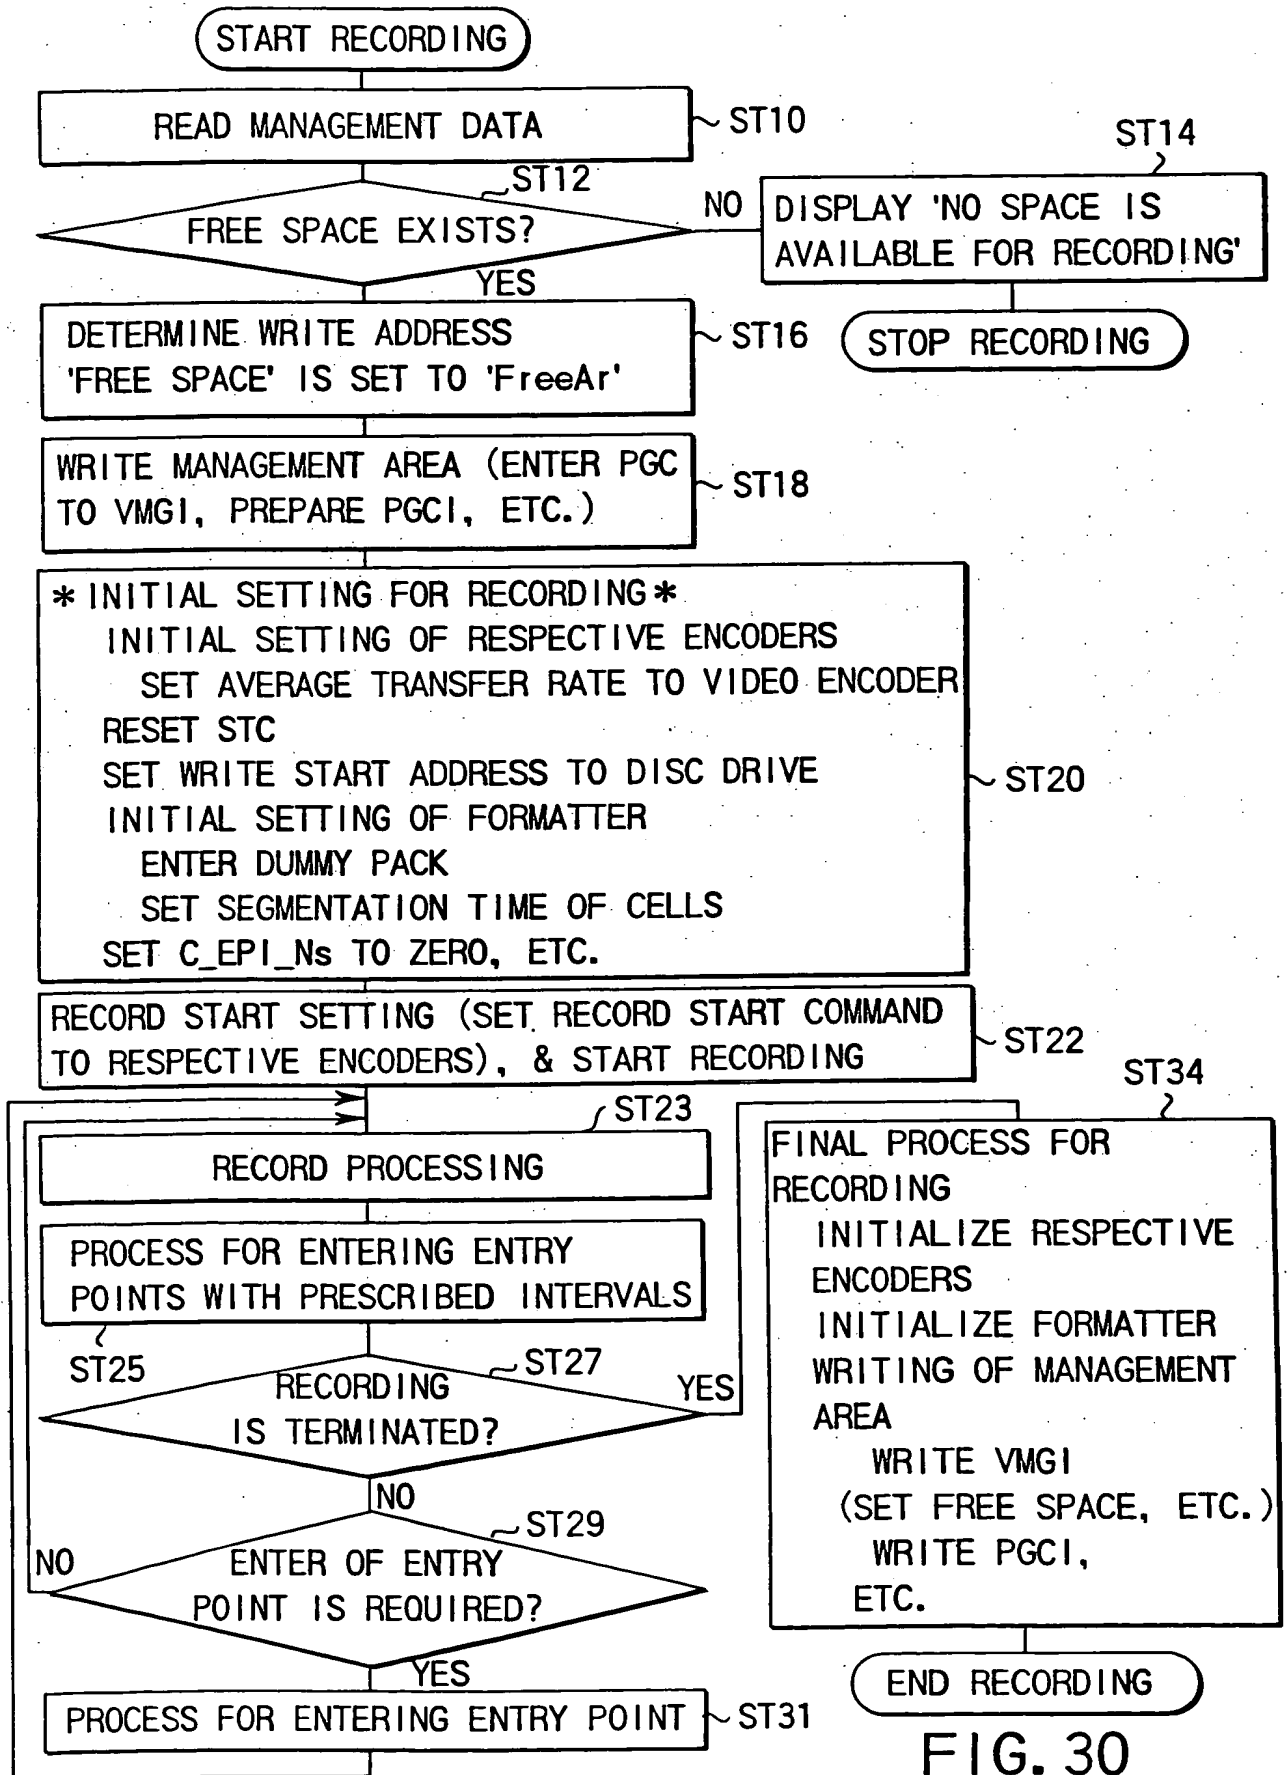 START RECORDING
READ MANAGEMENT DATA
ST10
ST12
FREE SPACE EXISTS?
NO
ST14
DISPLAY 'NO SPACE IS
AVAILABLE FOR RECORDING'
YES
STOP RECORDING
DETERMINE WRITE ADDRESS
'FREE SPACE' IS SET TO 'FreeAr'
ST16
WRITE MANAGEMENT AREA (ENTER PGC
TO VMGI, PREPARE PGCI, ETC.)
ST18
* INITIAL SETTING FOR RECORDING *
INITIAL SETTING OF RESPECTIVE ENCODERS
SET AVERAGE TRANSFER RATE TO VIDEO ENCODER
RESET STC
SET WRITE START ADDRESS TO DISC DRIVE
INITIAL SETTING OF FORMATTER
ENTER DUMMY PACK
SET SEGMENTATION TIME OF CELLS
SET C_EPI_Ns TO ZERO, ETC.
ST20
RECORD START SETTING (SET RECORD START COMMAND
TO RESPECTIVE ENCODERS), & START RECORDING
ST22
ST23
RECORD PROCESSING
PROCESS FOR ENTERING ENTRY
POINTS WITH PRESCRIBED INTERVALS
ST25
ST27
RECORDING
IS TERMINATED?
YES
NO
ST29
ENTER OF ENTRY
POINT IS REQUIRED?
NO
YES
PROCESS FOR ENTERING ENTRY POINT
ST31
ST34
FINAL PROCESS FOR
RECORDING
INITIALIZE RESPECTIVE
ENCODERS
INITIALIZE FORMATTER
WRITING OF MANAGEMENT
AREA
WRITE VMGI
(SET FREE SPACE, ETC.)
WRITE PGCI,
ETC.
END RECORDING
FIG. 30